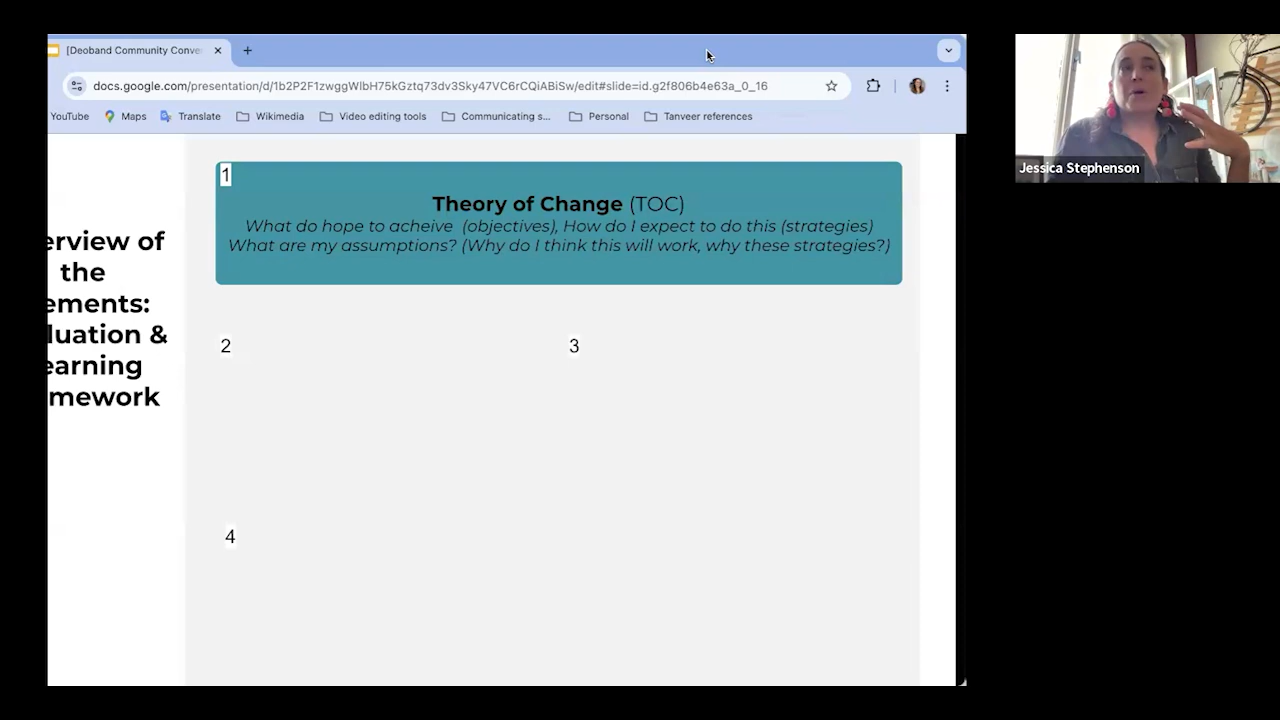 [Deoband Community Conve
docs.google.com/presentation/d/1b2P2F1zwggWlbH75kGztq73dv3Sky47VC6rCQiABiSw/edit#slide=id.g2f806b4e63a_0_16
YouTube Maps Translate Wikimedia Video editing tools Communicating s... Personal Tanveer references
Jessica Stephenson
erview of
the
ements:
luation &
earning
mework
1
Theory of Change (TOC)
What do hope to acheive (objectives), How do I expect to do this (strategies)
What are my assumptions? (Why do I think this will work, why these strategies?)
2
3
4